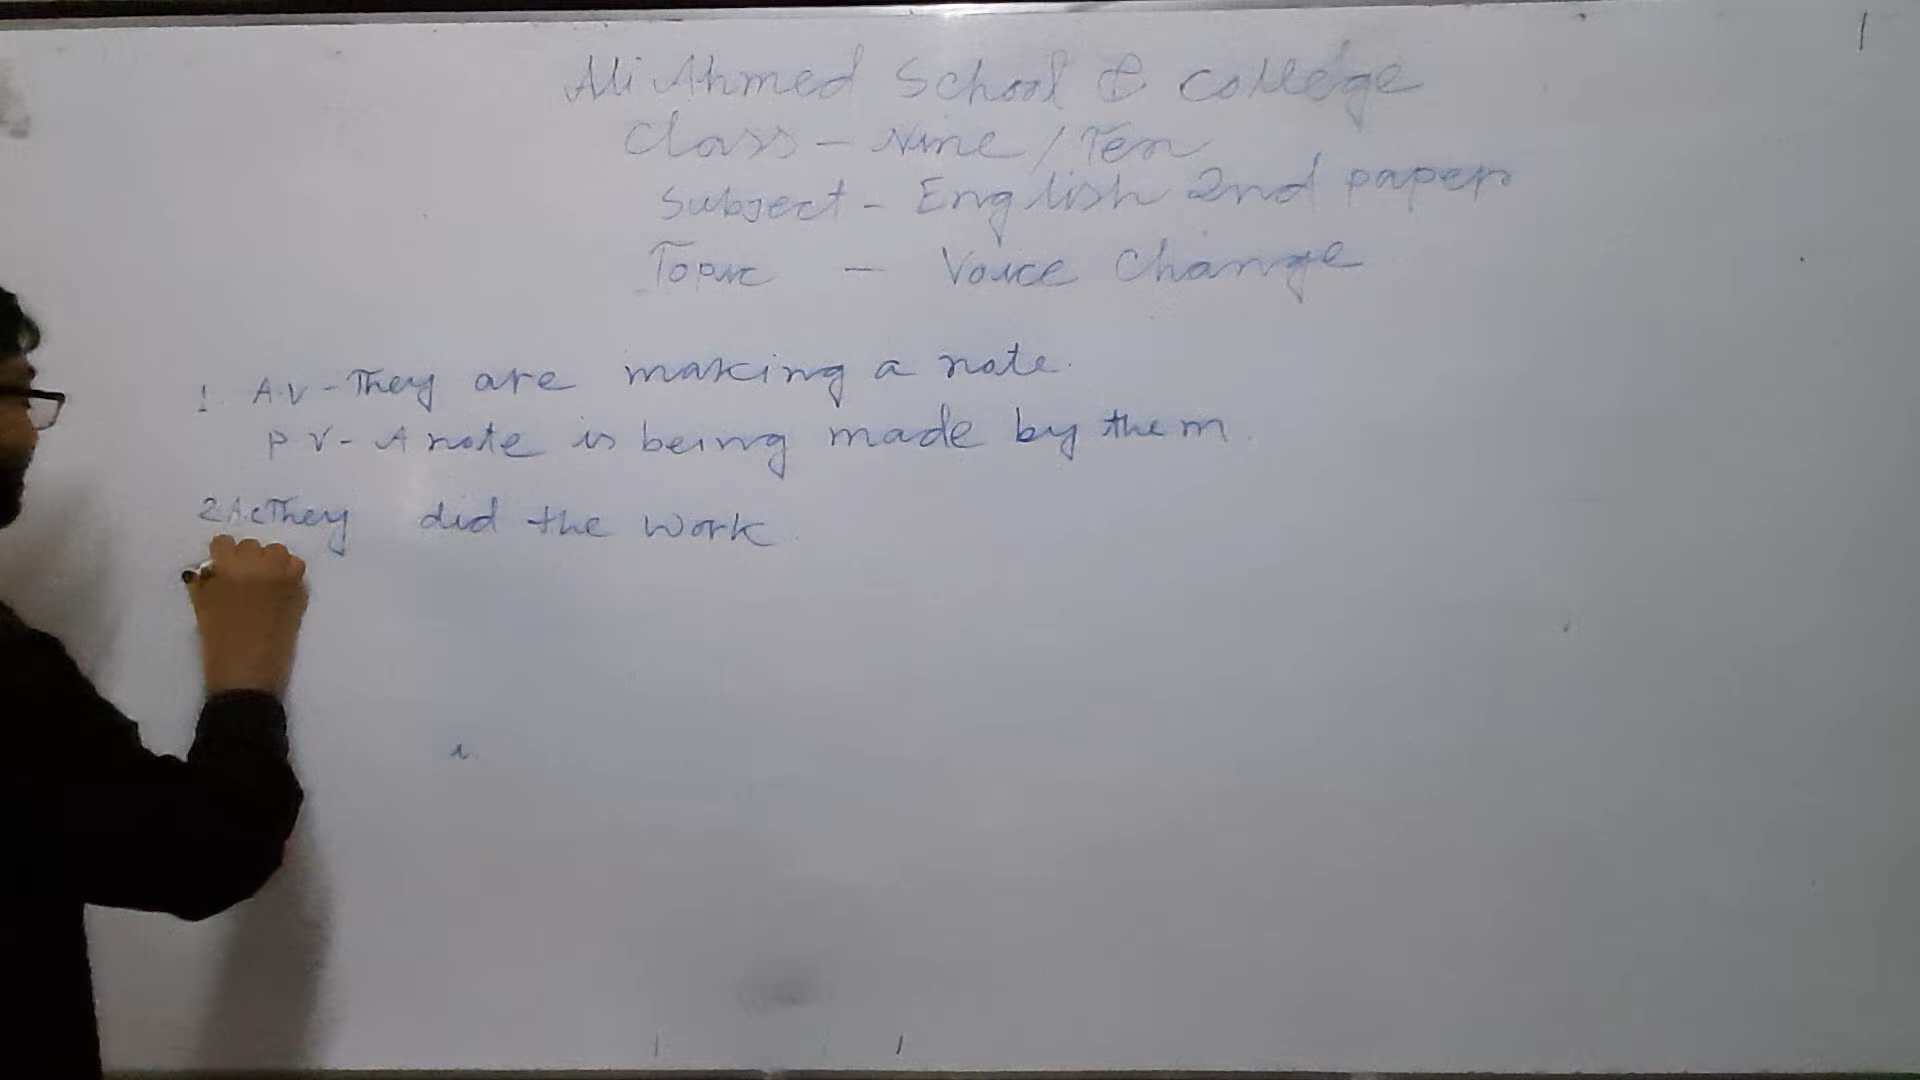 Ali Ahmed School & College
Class - Nine / Ten
Subject - English 2nd paper
Topic - Voice Change
1. A.V - They are making a note.
P V - A note is being made by them.
2 Ac They did the work